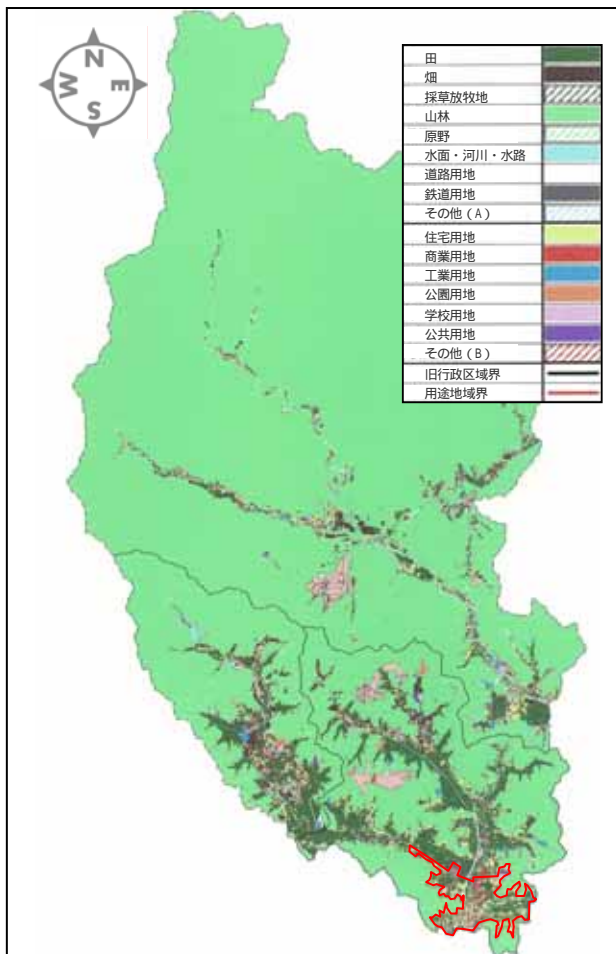 N
W
E
S
田
畑
採草放牧地
山林
原野
水面・河川・水路
道路用地
鉄道用地
その他(A)
住宅用地
商業用地
工業用地
公園用地
学校用地
公共用地
その他(B)
旧行政区域界
用途地域界